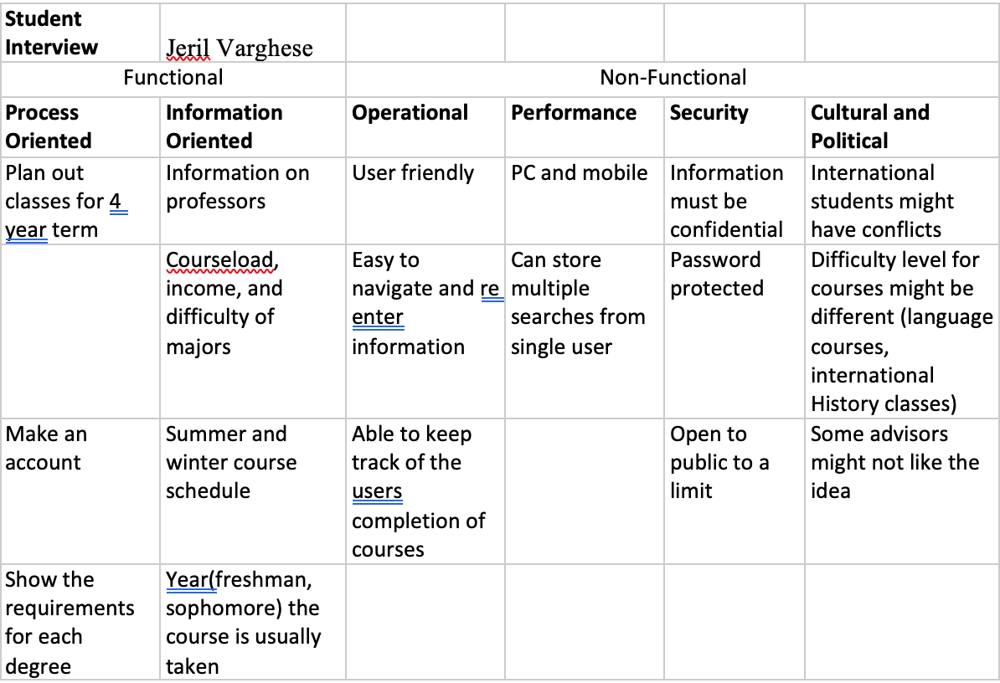 Student
Interview
Jeril Varghese
Functional
Non-Functional
Process
Oriented
Information
Oriented
Operational
Performance
Security
Cultural and
Political
Plan out
classes for 4
year term
Information on
professors
User friendly
PC and mobile
Information
must be
confidential
International
students might
have conflicts
Courseload,
income, and
difficulty of
majors
Easy to
navigate and re
enter
information
Can store
multiple
searches from
single user
Password
protected
Difficulty level for
courses might be
different (language
courses,
international
History classes)
Make an
account
Summer and
winter course
schedule
Able to keep
track of the
users
completion of
courses
Open to
public to a
limit
Some advisors
might not like the
idea
Show the
requirements
for each
degree
Year(freshman,
sophomore) the
course is usually
taken